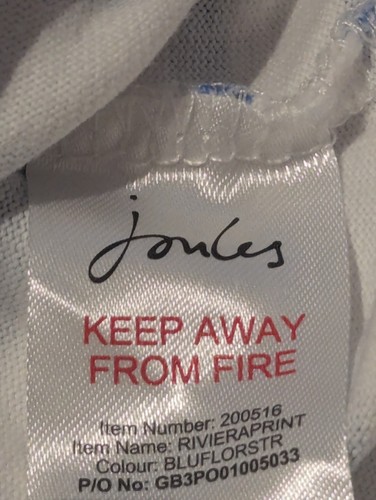 Joules
KEEP AWAY
FROM FIRE
Item Number: 200516
Item Name: RIVIERAPRINT
Colour: BLUFLORSTR
P/O No: GB3PO01005033